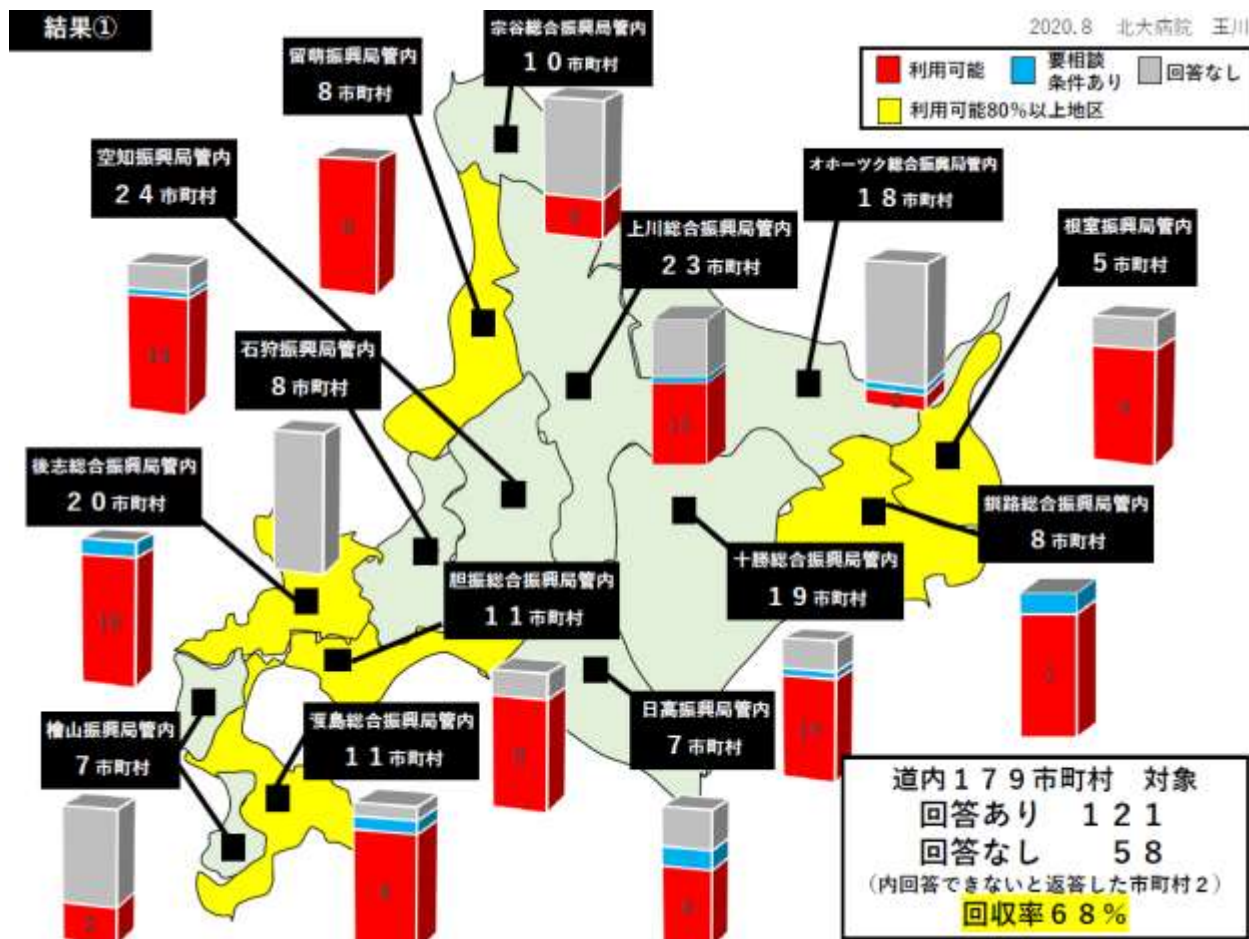 結果①
2020.8 北大病院 玉川
利用可能
要相談
条件あり
回答なし
利用可能80%以上地区
宗谷総合振興局管内
10市町村
留萌振興局管内
8市町村
空知振興局管内
24市町村
オホーツク総合振興局管内
18市町村
上川総合振興局管内
23市町村
根室振興局管内
5市町村
石狩振興局管内
8市町村
後志総合振興局管内
20市町村
釧路総合振興局管内
8市町村
十勝総合振興局管内
19市町村
胆振総合振興局管内
11市町村
日高振興局管内
7市町村
檜山振興局管内
7市町村
渡島総合振興局管内
11市町村
道内179市町村 対象
回答あり 121
回答なし 58
(内回答できないと返答した市町村2)
回収率68%